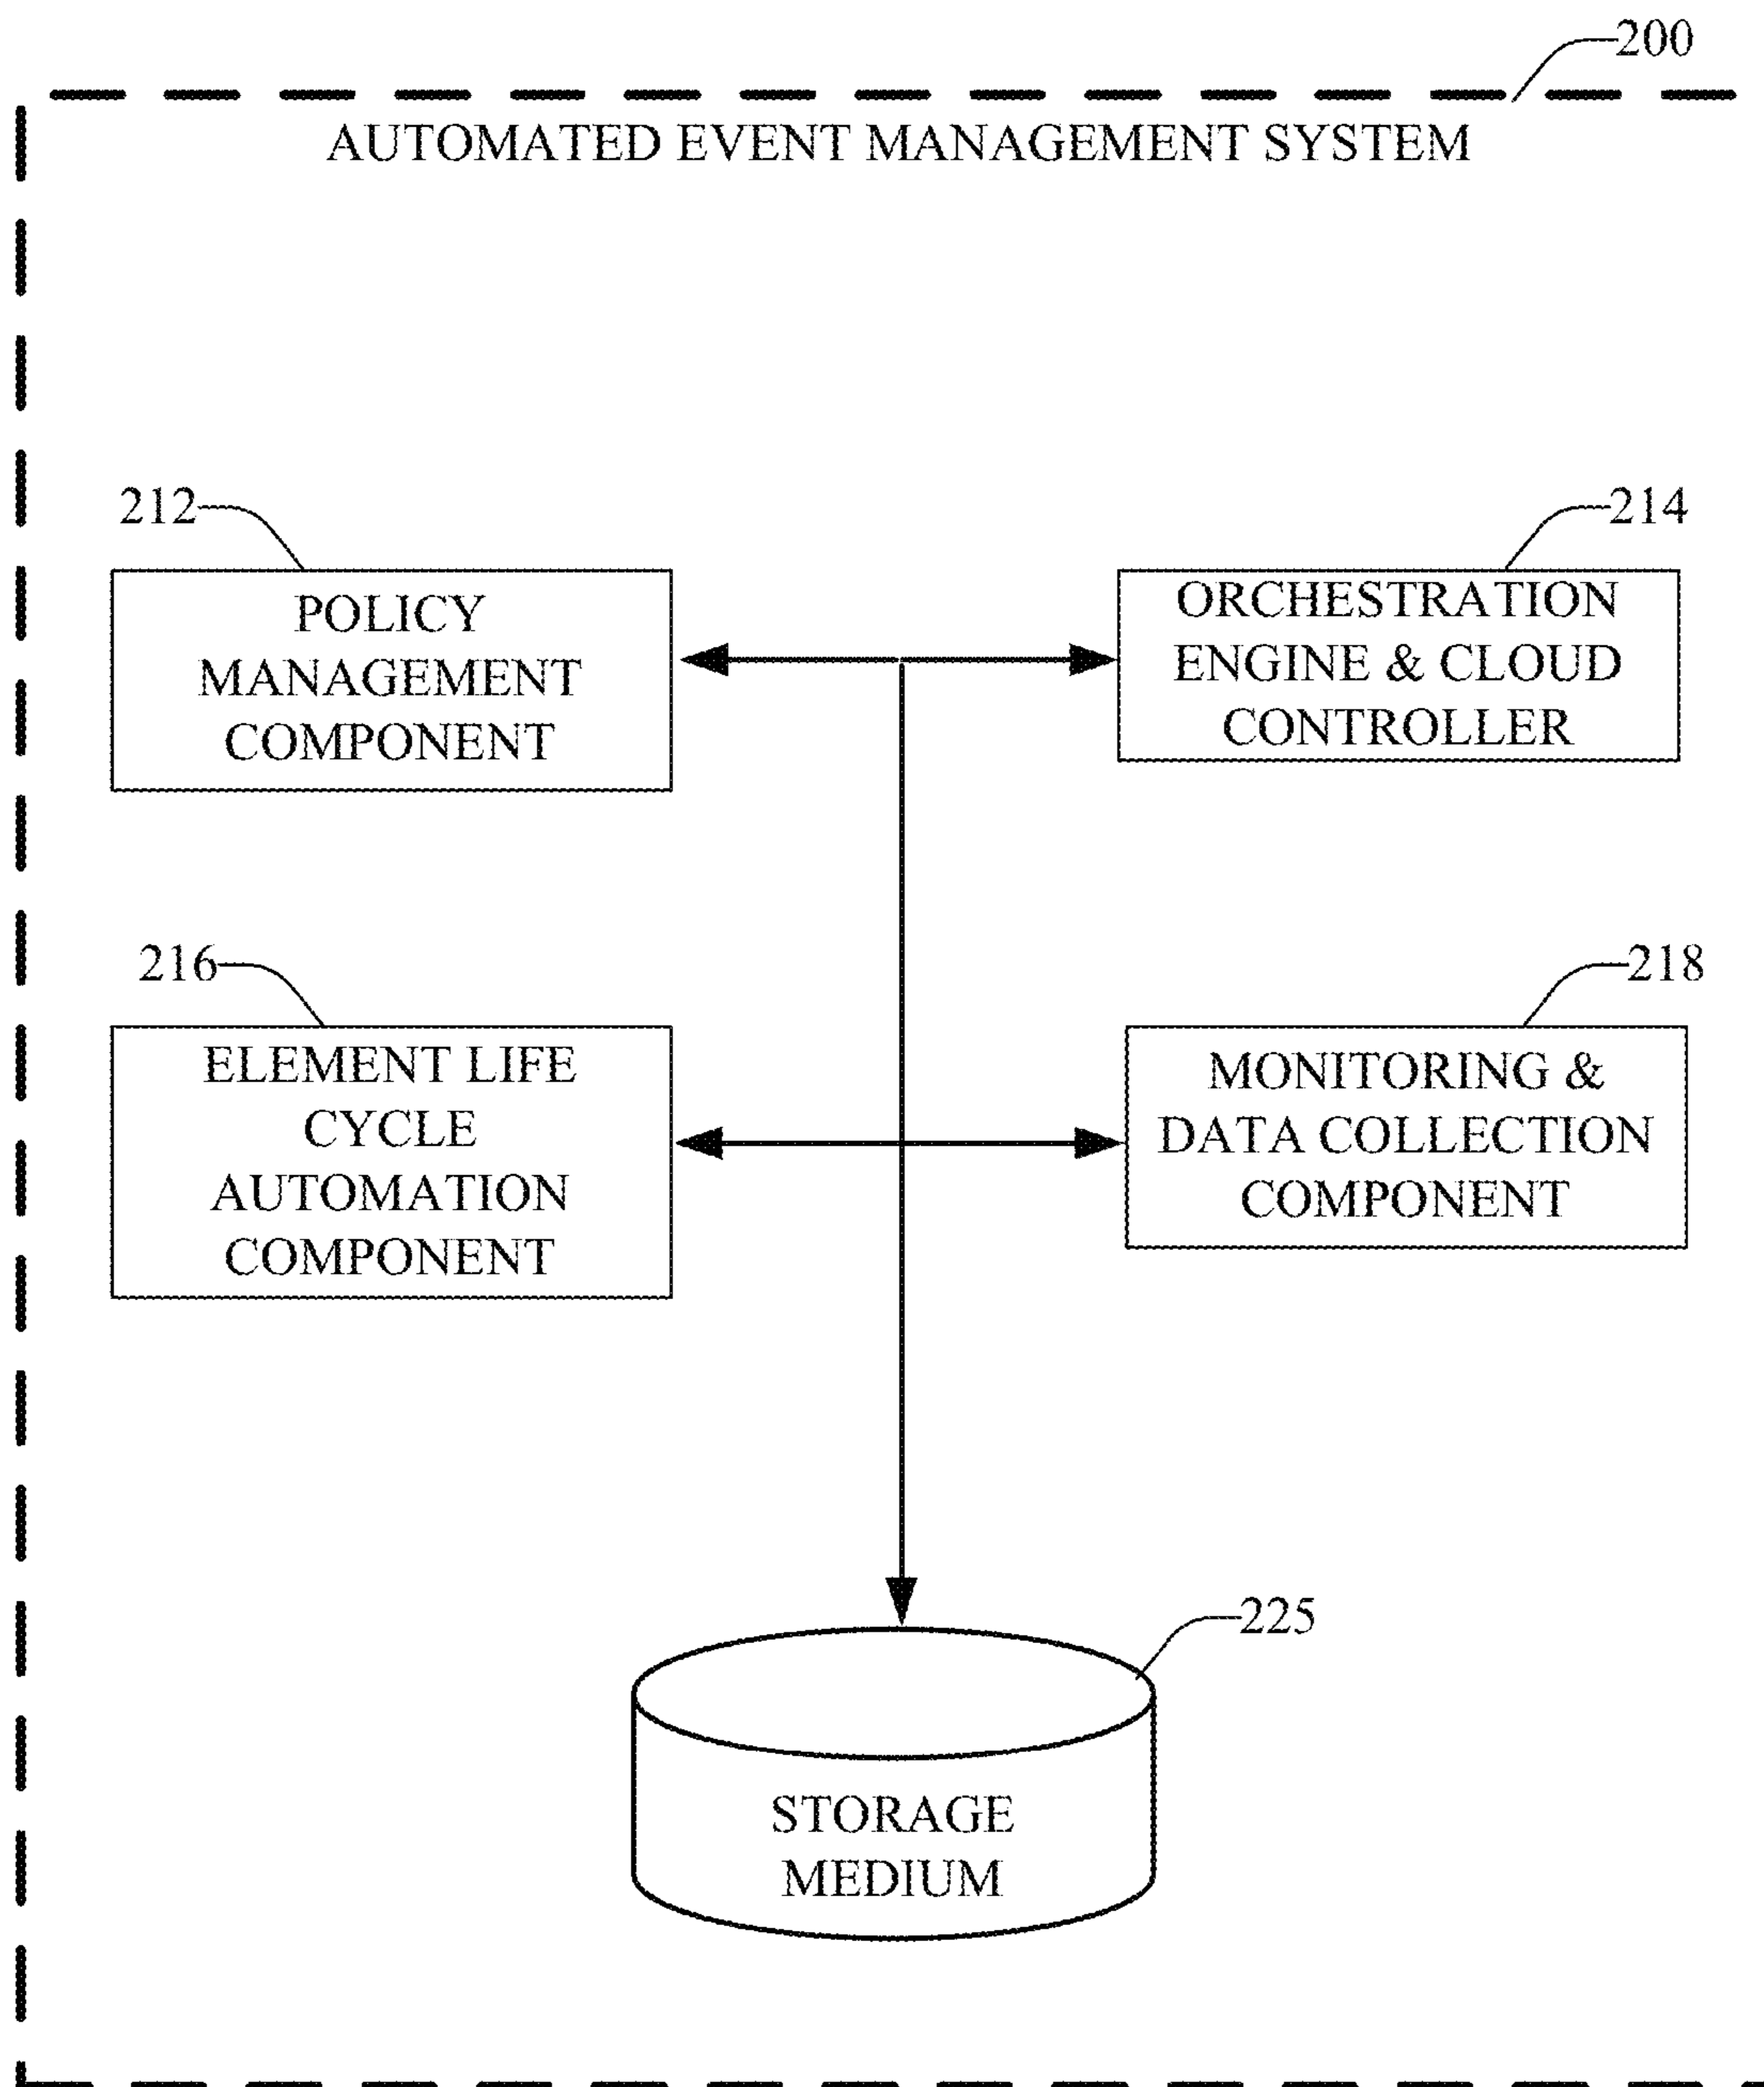 200
AUTOMATED EVENT MANAGEMENT SYSTEM
212
POLICY
MANAGEMENT
COMPONENT
214
ORCHESTRATION
ENGINE & CLOUD
CONTROLLER
216
ELEMENT LIFE
CYCLE
AUTOMATION
COMPONENT
218
MONITORING &
DATA COLLECTION
COMPONENT
225
STORAGE
MEDIUM